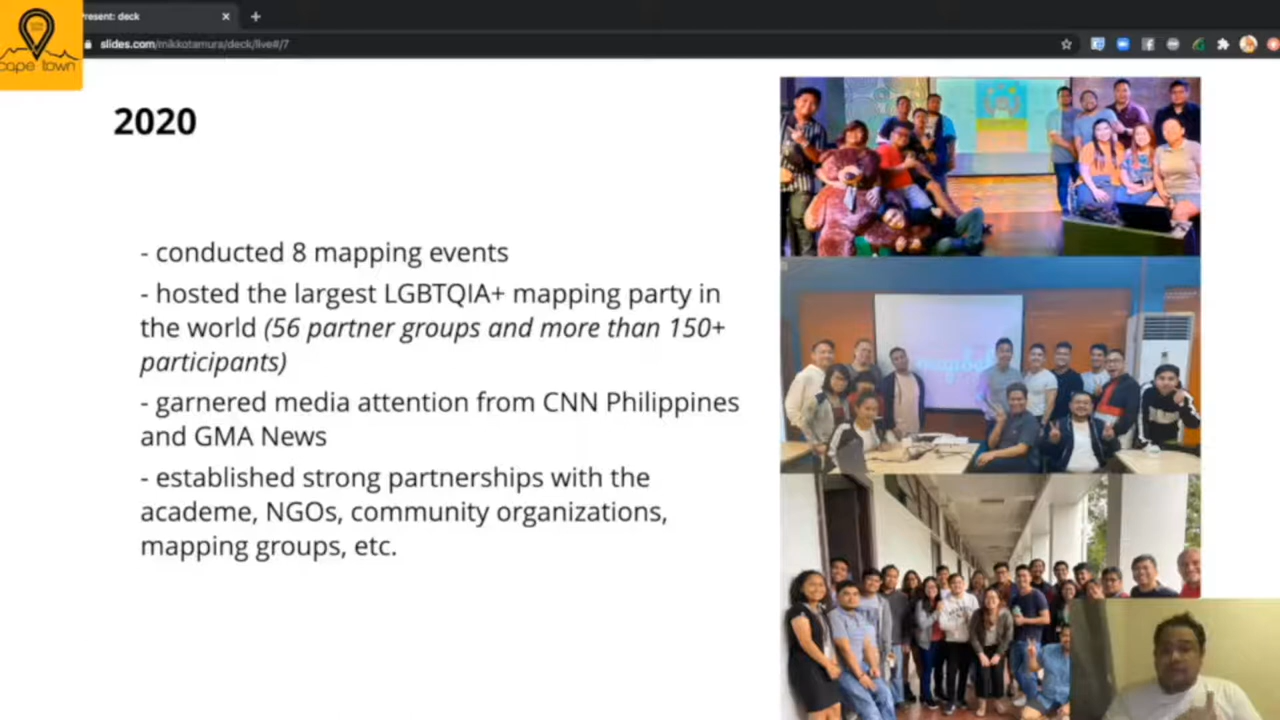 Present: deck
slides.com/mikkotamura/deck/live#/7
cape town
2020
- conducted 8 mapping events
- hosted the largest LGBTQIA+ mapping party in
the world (56 partner groups and more than 150+
participants)
- garnered media attention from CNN Philippines
and GMA News
- established strong partnerships with the
academe, NGOs, community organizations,
mapping groups, etc.